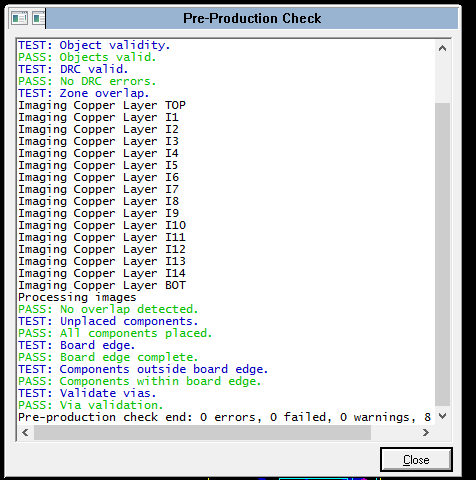 Pre-Production Check
TEST: Object validity.
PASS: Objects valid.
TEST: DRC valid.
PASS: No DRC errors.
TEST: Zone overlap.
Imaging Copper Layer TOP
Imaging Copper Layer I1
Imaging Copper Layer I2
Imaging Copper Layer I3
Imaging Copper Layer I4
Imaging Copper Layer I5
Imaging Copper Layer I6
Imaging Copper Layer I7
Imaging Copper Layer I8
Imaging Copper Layer I9
Imaging Copper Layer I10
Imaging Copper Layer I11
Imaging Copper Layer I12
Imaging Copper Layer I13
Imaging Copper Layer I14
Imaging Copper Layer BOT
Processing images
PASS: No overlap detected.
TEST: Unplaced components.
PASS: All components placed.
TEST: Board edge.
PASS: Board edge complete.
TEST: Components outside board edge.
PASS: Components within board edge.
TEST: Validate vias.
PASS: Via validation.
Pre-production check end: 0 errors, 0 failed, 0 warnings, 8
Close